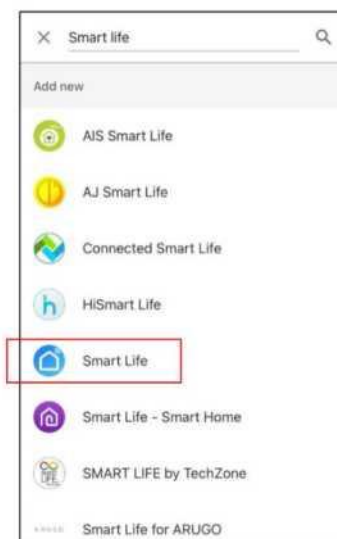 Smart life
Add new
AIS Smart Life
AJ Smart Life
Connected Smart Life
h
HiSmart Life
Smart Life
Smart Life - Smart Home
SMART LIFE by TechZone
ARUGO
Smart Life for ARUGO